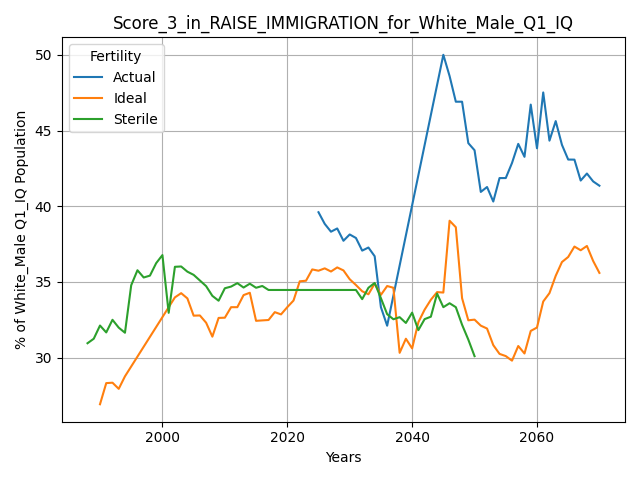 Score_3_in_RAISE_IMMIGRATION_for_White_Male_Q1_IQ
% of White_Male Q1_IQ Population
50
45
40
35
30
Fertility
Actual
Ideal
Sterile
2000
2020
2040
2060
Years